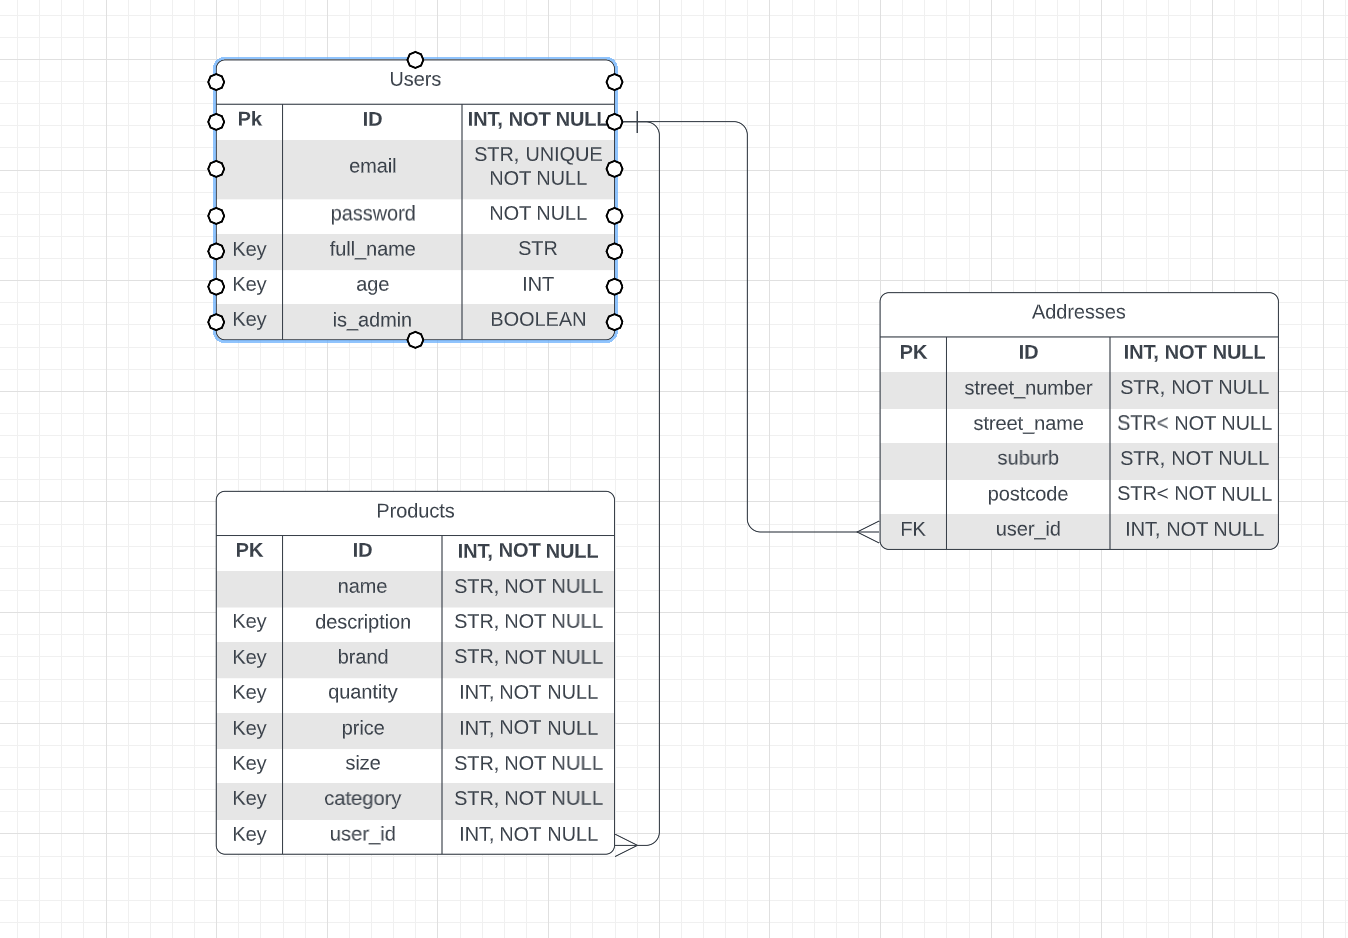 Users
Pk ID INT, NOT NULL
email STR, UNIQUE
NOT NULL
password NOT NULL
Key full_name STR
Key age INT
Key is_admin BOOLEAN
Addresses
PK ID INT, NOT NULL
street_number STR, NOT NULL
street_name STR< NOT NULL
suburb STR, NOT NULL
postcode STR< NOT NULL
FK user_id INT, NOT NULL
Products
PK ID INT, NOT NULL
name STR, NOT NULL
Key description STR, NOT NULL
Key brand STR, NOT NULL
Key quantity INT, NOT NULL
Key price INT, NOT NULL
Key size STR, NOT NULL
Key category STR, NOT NULL
Key user_id INT, NOT NULL